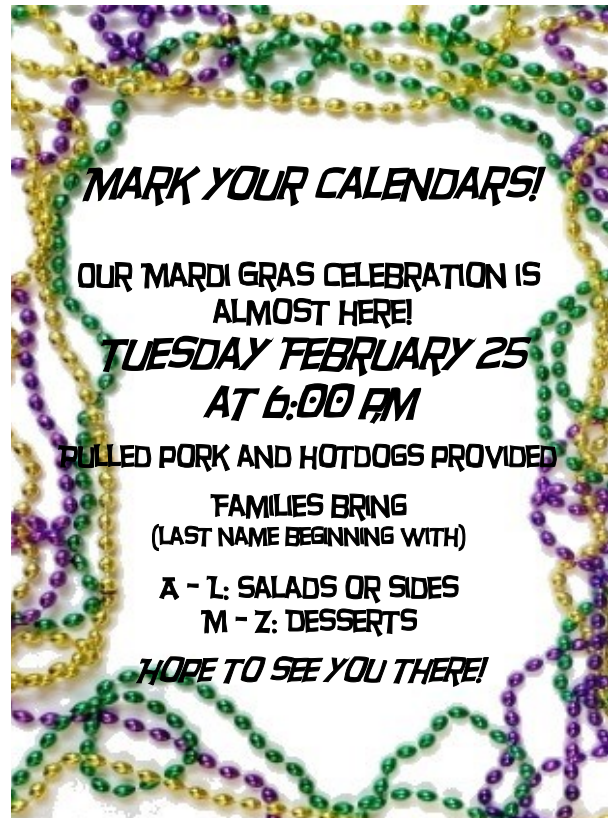 MARK YOUR CALENDARS!
OUR MARDI GRAS CELEBRATION IS
ALMOST HERE!
TUESDAY FEBRUARY 25
AT 6:00 PM
PULLED PORK AND HOTDOGS PROVIDED
FAMILIES BRING
(LAST NAME BEGINNING WITH)
A - L: SALADS OR SIDES
M - Z: DESSERTS
HOPE TO SEE YOU THERE!